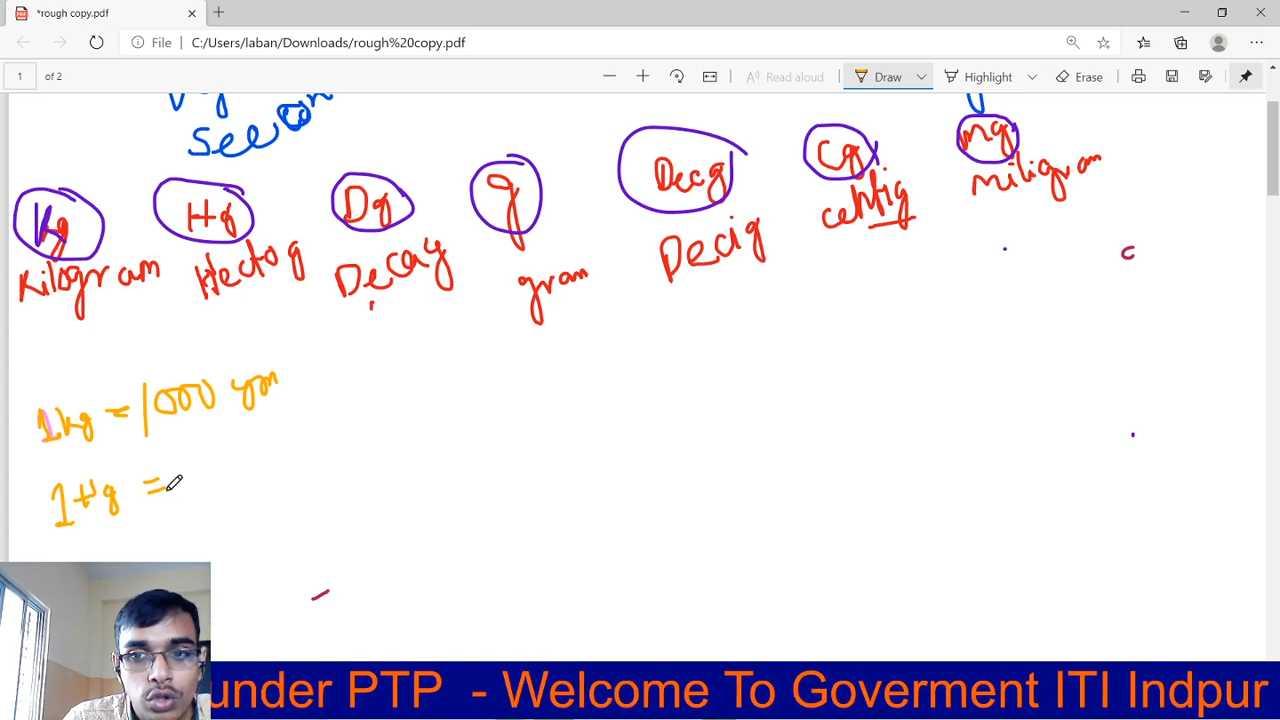 *rough copy.pdf
File C:/Users/laban/Downloads/rough%20copy.pdf
1 of 2 Read aloud Draw Highlight Erase
See
Kg Hg Dg g Decg Cg mg
Kilogram Hectog Decag gram Decig centig miligram
1kg = 1000 gm
1Hg =
under PTP - Welcome To Goverment ITI Indpur